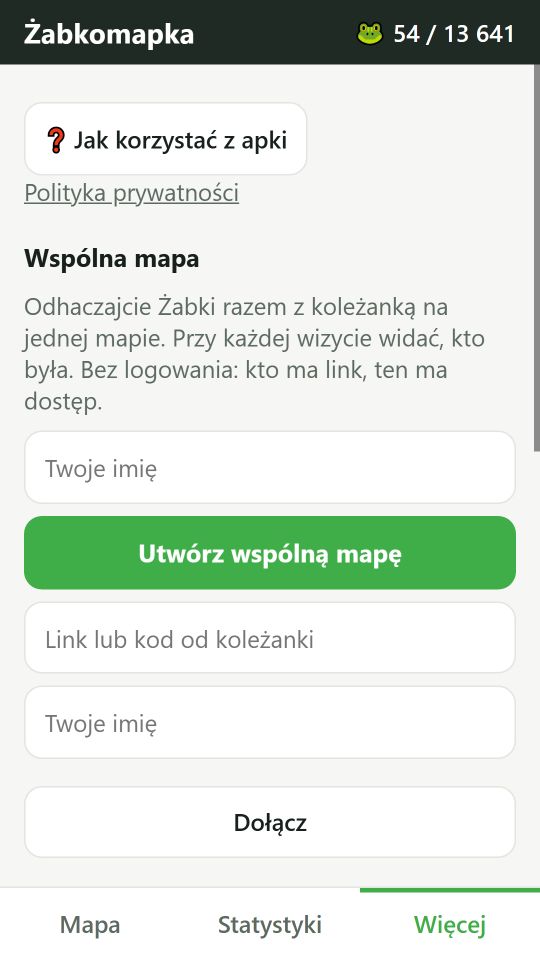 Żabkomapka
54 / 13 641
Jak korzystać z apki
Polityka prywatności
Wspólna mapa
Odhaczajcie Żabki razem z koleżanką na
jednej mapie. Przy każdej wizycie widać, kto
była. Bez logowania: kto ma link, ten ma
dostęp.
Twoje imię
Utwórz wspólną mapę
Link lub kod od koleżanki
Twoje imię
Dołącz
Mapa
Statystyki
Więcej